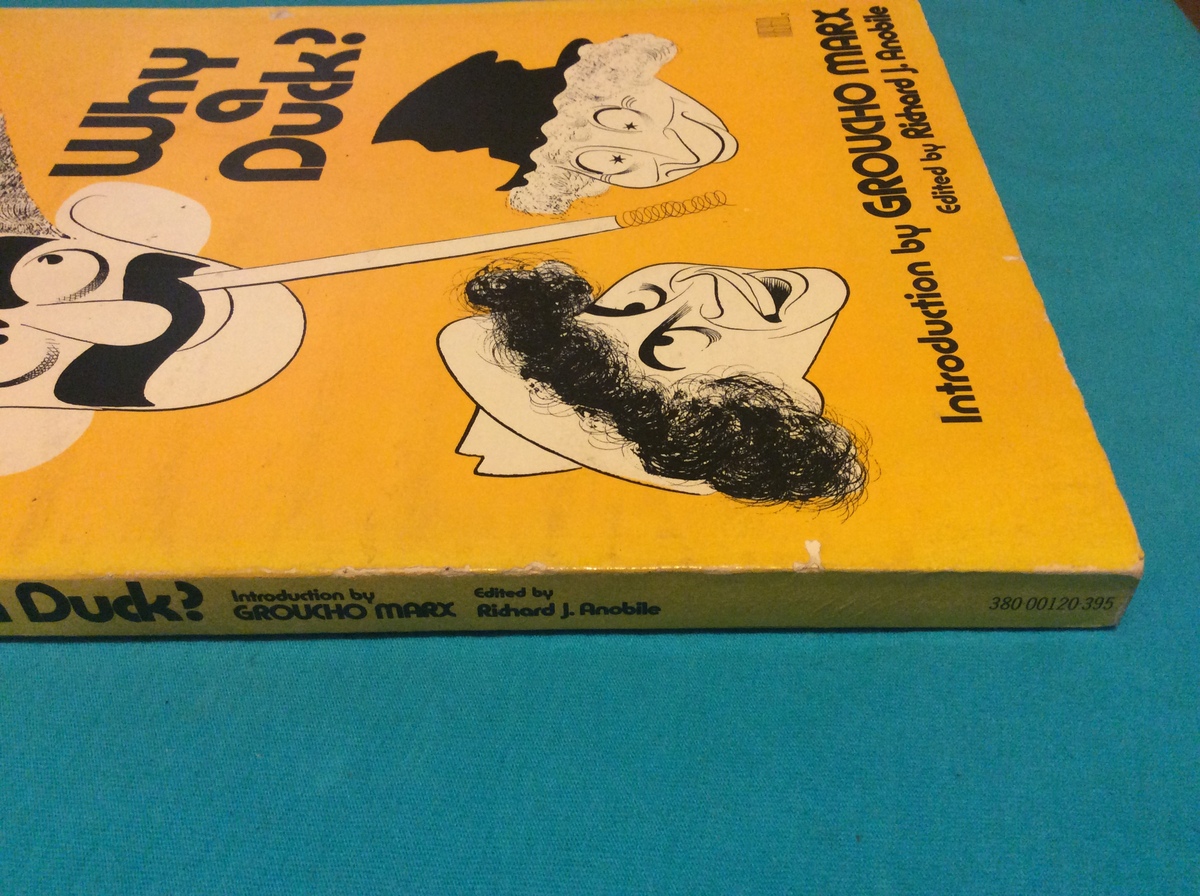 Why
a
Duck?
Introduction by GROUCHO MARX
Edited by Richard J. Anobile
Duck?
Introduction by
GROUCHO MARX
Edited by
Richard J. Anobile
380-00120-395